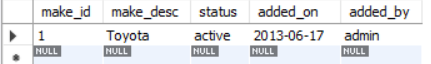 make_id make_desc status added_on added_by
1 Toyota active 2013-06-17 admin
NULL NULL NULL NULL NULL